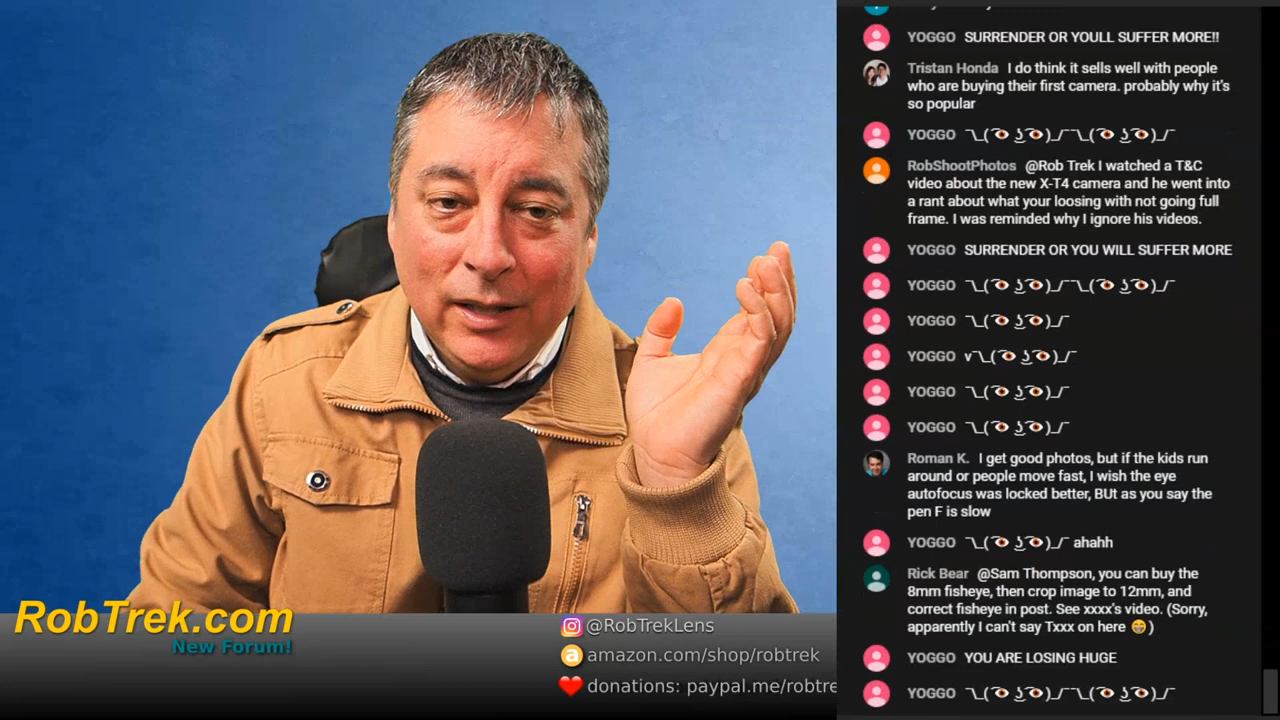 YOGGO SURRENDER OR YOULL SUFFER MORE!!
Tristan Honda I do think it sells well with people
who are buying their first camera. probably why it's
so popular
YOGGO ¯\_(👁 ͜ʖ👁)_/¯¯\_(👁 ͜ʖ👁)_/¯
RobShootPhotos @Rob Trek I watched a T&C
video about the new X-T4 camera and he went into
a rant about what your loosing with not going full
frame. I was reminded why I ignore his videos.
YOGGO SURRENDER OR YOU WILL SUFFER MORE
YOGGO ¯\_(👁 ͜ʖ👁)_/¯¯\_(👁 ͜ʖ👁)_/¯
YOGGO ¯\_(👁 ͜ʖ👁)_/¯
YOGGO v¯\_(👁 ͜ʖ👁)_/¯
YOGGO ¯\_(👁 ͜ʖ👁)_/¯
YOGGO ¯\_(👁 ͜ʖ👁)_/¯
Roman K. I get good photos, but if the kids run
around or people move fast, I wish the eye
autofocus was locked better, BUt as you say the
pen F is slow
YOGGO ¯\_(👁 ͜ʖ👁)_/¯ ahahh
Rick Bear @Sam Thompson, you can buy the
8mm fisheye, then crop image to 12mm, and
correct fisheye in post. See xxxx's video. (Sorry,
apparently I can't say Txxx on here 😁)
YOGGO YOU ARE LOSING HUGE
YOGGO ¯\_(👁 ͜ʖ👁)_/¯¯\_(👁 ͜ʖ👁)_/¯
RobTrek.com
New Forum!
@RobTrekLens
amazon.com/shop/robtrek
donations: paypal.me/robtre